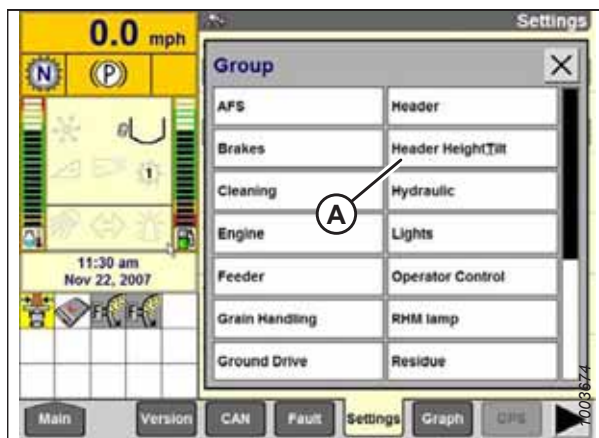 0.0 mph
Settings
N
(P)
Group
X
AFS
Header
Brakes
Header Height/Tilt
Cleaning
Hydraulic
A
Engine
Lights
Feeder
Operator Control
Grain Handling
RHM lamp
Ground Drive
Residue
1
11:30 am
Nov 22, 2007
F
F
Main
Version
CAN
Fault
Settings
Graph
GPS
1003674